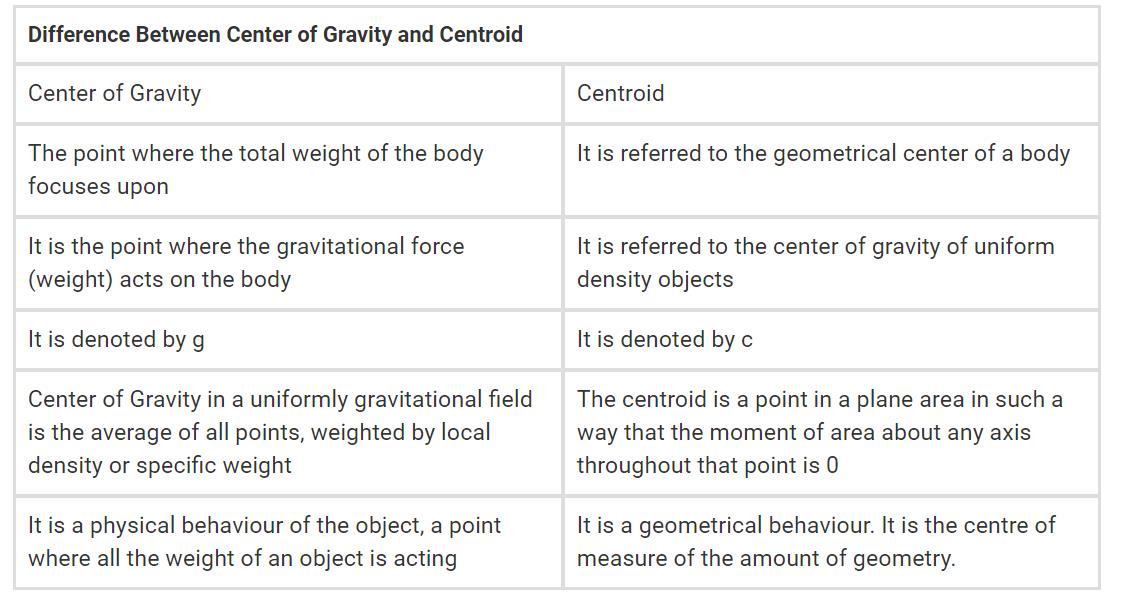 Difference Between Center of Gravity and Centroid
Center of Gravity
Centroid
The point where the total weight of the body
focuses upon
It is referred to the geometrical center of a body
It is the point where the gravitational force
(weight) acts on the body
It is referred to the center of gravity of uniform
density objects
It is denoted by g
It is denoted by c
Center of Gravity in a uniformly gravitational field
is the average of all points, weighted by local
density or specific weight
The centroid is a point in a plane area in such a
way that the moment of area about any axis
throughout that point is 0
It is a physical behaviour of the object, a point
where all the weight of an object is acting
It is a geometrical behaviour. It is the centre of
measure of the amount of geometry.